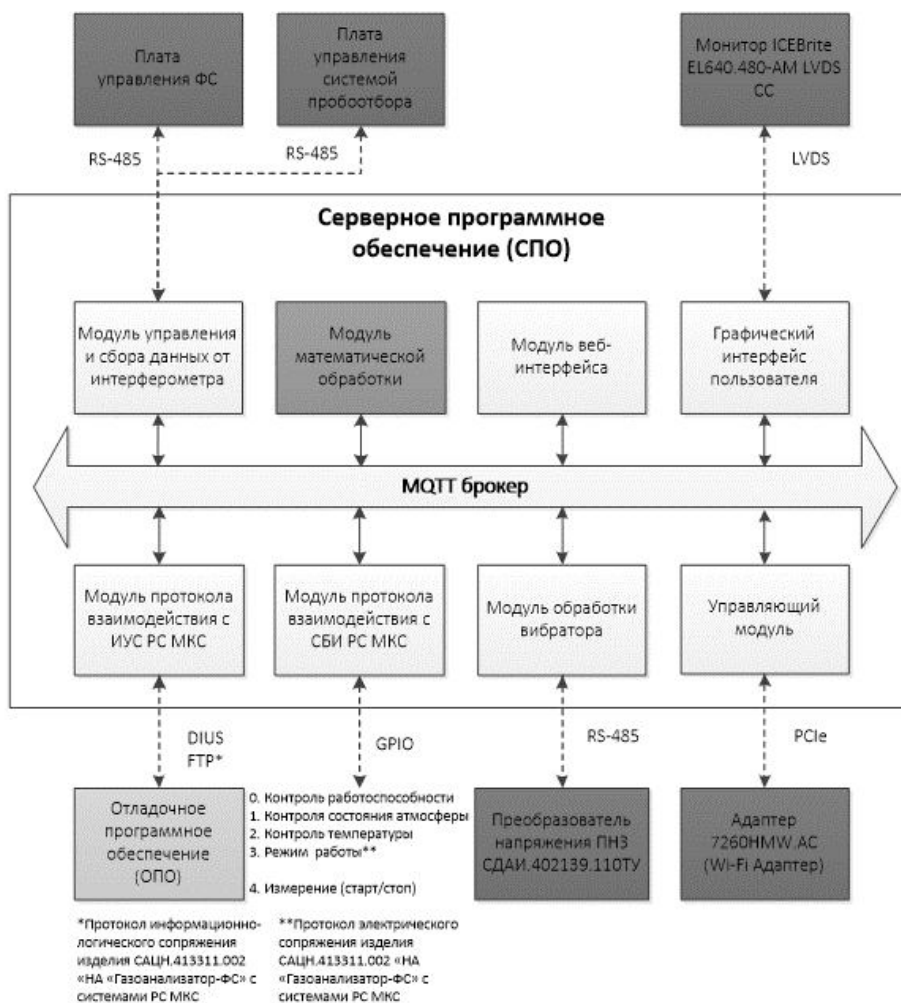 Плата
управления ФС
Плата
управления
системой
пробоотбора
Монитор ICEBrite
EL640.480-AM LVDS
CC
RS-485
RS-485
LVDS
Серверное программное
обеспечение (СПО)
Модуль управления
и сбора данных от
интерферометра
Модуль
математической
обработки
Модуль веб-
интерфейса
Графический
интерфейс
пользователя
MQTT брокер
Модуль протокола
взаимодействия с
ИУС РС МКС
Модуль протокола
взаимодействия с
СБИ РС МКС
Модуль обработки
вибратора
Управляющий
модуль
DIUS
FTP*
GPIO
RS-485
PCIe
Отладочное
программное
обеспечение
(ОПО)
0. Контроль работоспособности
1. Контроля состояния атмосферы
2. Контроль температуры
3. Режим работы**
4. Измерение (старт/стоп)
Преобразователь
напряжения ПНЗ
СДАИ.402139.110ТУ
Адаптер
7260HMW.AC
(Wi-Fi Адаптер)
*Протокол информационно-
логического сопряжения
изделия САЦН.413311.002
«НА «Газоанализатор-ФС» с
системами РС МКС
**Протокол электрического
сопряжения изделия
САЦН.413311.002 «НА
«Газоанализатор-ФС» с
системами РС МКС